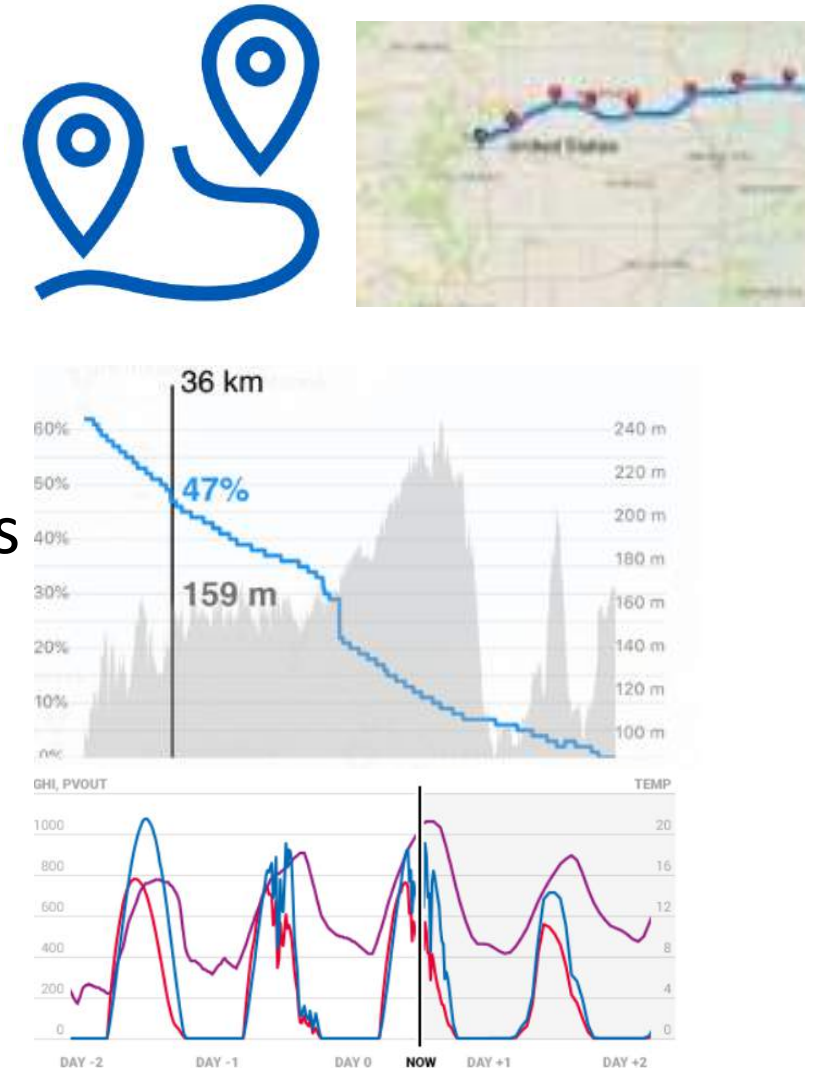 United States
36 km
60%
240 m
220 m
50%
47%
200 m
S
40%
180 m
30%
159 m
160 m
20%
140 m
10%
120 m
100 m
0%
GHI, PVOUT
TEMP
1000
20
800
16
600
12
400
8
200
4
0
0
DAY -2
DAY -1
DAY 0
NOW
DAY +1
DAY +2